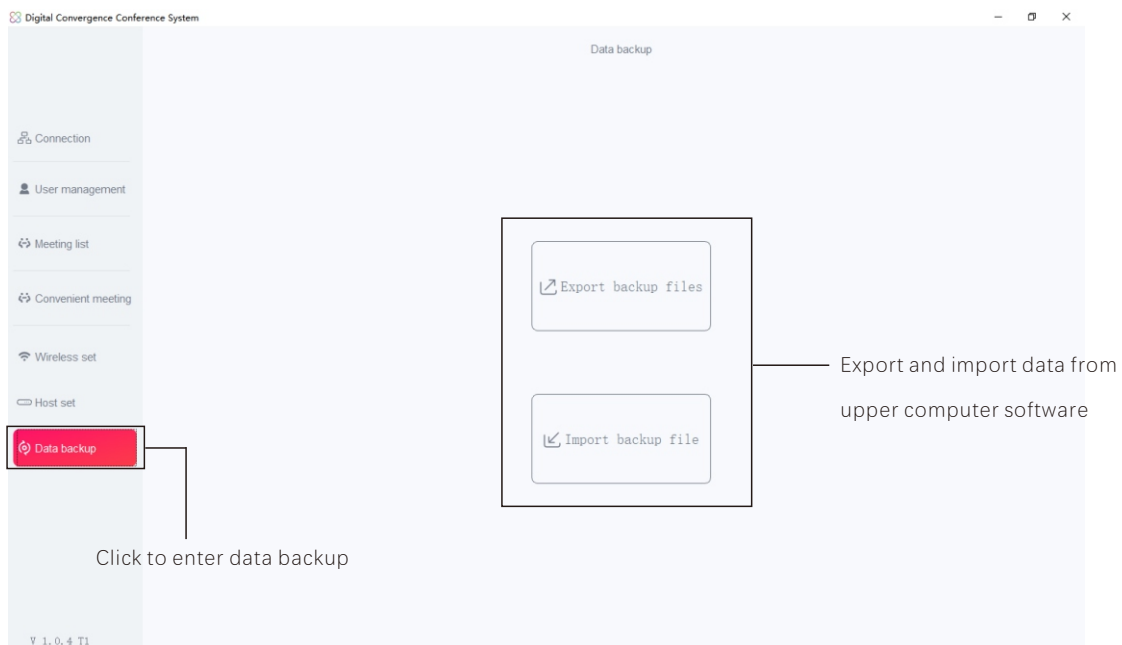 Digital Convergence Conference System
Data backup
Connection
User management
Meeting list
Convenient meeting
Wireless set
Host set
Data backup
Export backup files
Import backup file
Export and import data from
upper computer software
Click to enter data backup
V 1.0.4 T1